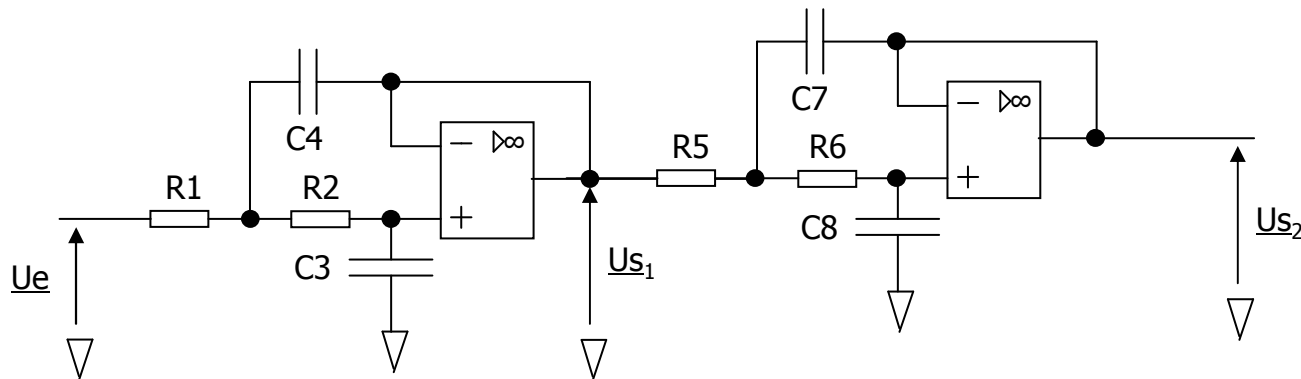 C7
− ▷∞
+
C4
− ▷∞
+
R5
R6
R1
R2
C8
C3
Ue
Us1
Us2